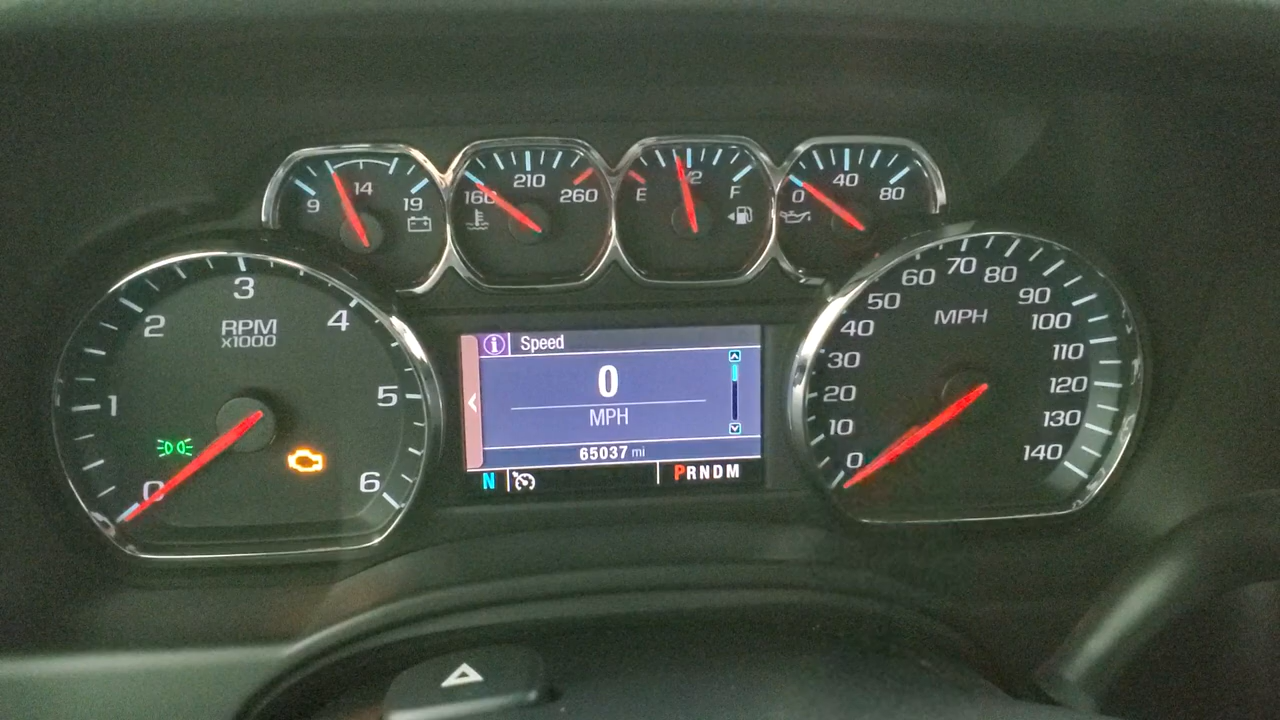 9 14 19
160 210 260
E 1/2 F
0 40 80
0 1 2 3 4 5 6
RPM
x1000
i Speed
0
MPH
65037 mi
N PRNDM
0 10 20 30 40 50 60 70 80 90 100 110 120 130 140
MPH